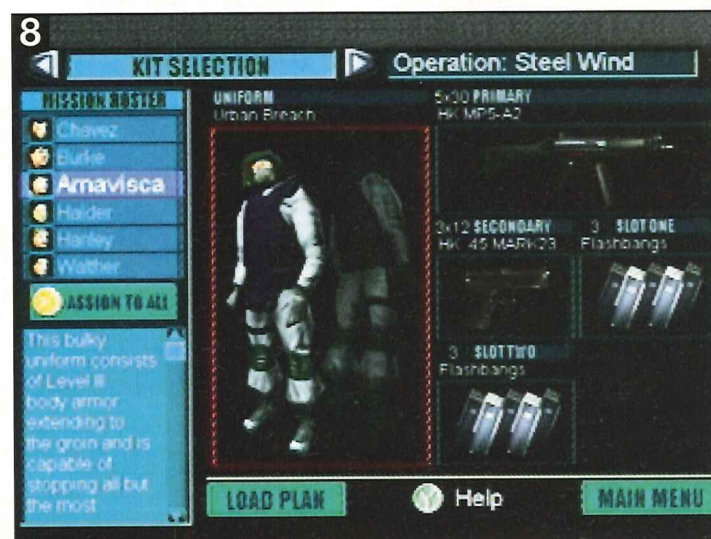 8
KIT SELECTION
Operation: Steel Wind
MISSION ROSTER
Chavez
Burke
Arnavisca
Haider
Hanley
Walther
ASSIGN TO ALL
This bulky
uniform consists
of Level III
body armor
extending to
the groin and is
capable of
stopping all but
the most
UNIFORM
Urban Breach
5x30 PRIMARY
HK MP5-A2
3x12 SECONDARY
HK .45 MARK23
3 SLOT ONE
Flashbangs
3 SLOT TWO
Flashbangs
LOAD PLAN
Y Help
MAIN MENU